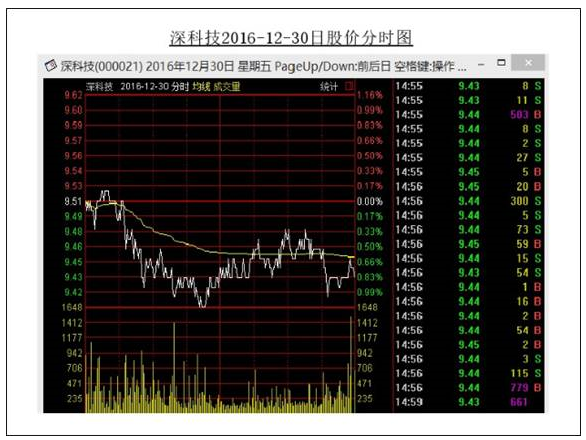 深科技2016-12-30日股价分时图
深科技(000021) 2016年12月30日 星期五 PageUp/Down:前后日 空格键:操作 ...
深科技 2016-12-30 分时 均线 成交量 统计
9.62 1.16%
9.60 0.99%
9.59 0.83%
9.57 0.66%
9.56 0.50%
9.54 0.33%
9.53 0.17%
9.51 0.00%
9.49 0.17%
9.48 0.33%
9.46 0.50%
9.45 0.66%
9.43 0.83%
9.42 0.99%
1648 1648
1412 1412
1177 1177
942 942
706 706
471 471
235 235
14:55 9.43 8 S
14:55 9.43 11 S
14:55 9.44 503 B
14:55 9.44 8 S
14:55 9.44 2 S
14:55 9.44 27 S
14:55 9.45 5 B
14:56 9.45 20 B
14:56 9.44 300 S
14:56 9.44 5 S
14:56 9.44 73 S
14:56 9.45 59 B
14:56 9.44 15 S
14:56 9.43 54 S
14:56 9.44 1 B
14:56 9.44 16 B
14:56 9.44 2 B
14:56 9.44 54 B
14:56 9.45 2 B
14:56 9.44 3 S
14:56 9.44 115 S
14:56 9.44 779 B
14:59 9.43 661